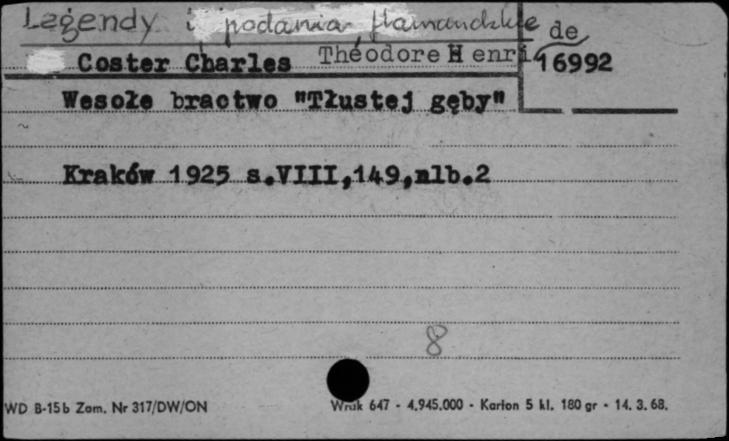 Legendy i podania flamandzkie
Coster Charles Théodore Henri de
16992
Wesołe bractwo "Tłustej gęby"
Kraków 1925 s.VIII,149,nlb.2
8
WD B-15b Zam. Nr 317/DW/ON Wruk 647 - 4.945.000 - Karton 5 kl. 180 gr - 14. 3. 68.